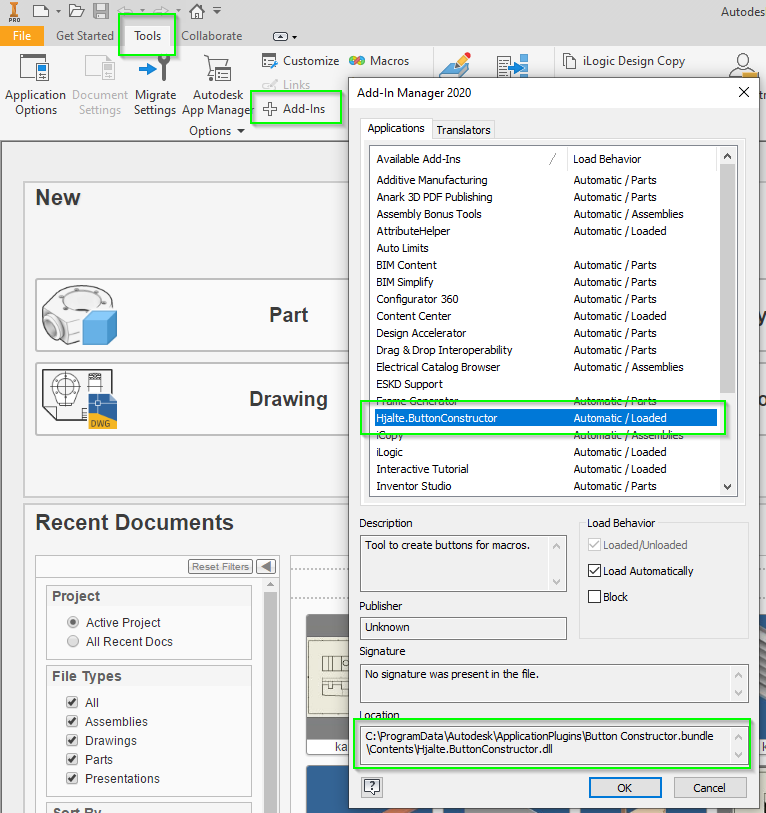 PRO
Autodes
File
Get Started
Tools
Collaborate
Application
Options
Document
Settings
Migrate
Settings
Autodesk
App Manager
Customize
Macros
Links
Add-Ins
Options
iLogic Design Copy
New
Part
Drawing
DWG
Recent Documents
Reset Filters
Project
Active Project
All Recent Docs
File Types
All
Assemblies
Drawings
Parts
Presentations
Sort By
ka
Add-In Manager 2020
Applications
Translators
Available Add-Ins / Load Behavior
Additive Manufacturing Automatic / Parts
Anark 3D PDF Publishing Automatic / Parts
Assembly Bonus Tools Automatic / Assemblies
AttributeHelper Automatic / Loaded
Auto Limits
BIM Content Automatic / Parts
BIM Simplify Automatic / Parts
Configurator 360 Automatic / Parts
Content Center Automatic / Loaded
Design Accelerator Automatic / Parts
Drag & Drop Interoperability Automatic / Parts
Electrical Catalog Browser Automatic / Assemblies
ESKD Support
Frame Generator Automatic / Parts
Hjalte.ButtonConstructor Automatic / Loaded
iCopy Automatic / Assemblies
iLogic Automatic / Loaded
Interactive Tutorial Automatic / Loaded
Inventor Studio Automatic / Parts
Description
Tool to create buttons for macros.
Load Behavior
Loaded/Unloaded
Load Automatically
Block
Publisher
Unknown
Signature
No signature was present in the file.
Location
C:\ProgramData\Autodesk\ApplicationPlugins\Button Constructor.bundle
\Contents\Hjalte.ButtonConstructor.dll
?
OK
Cancel